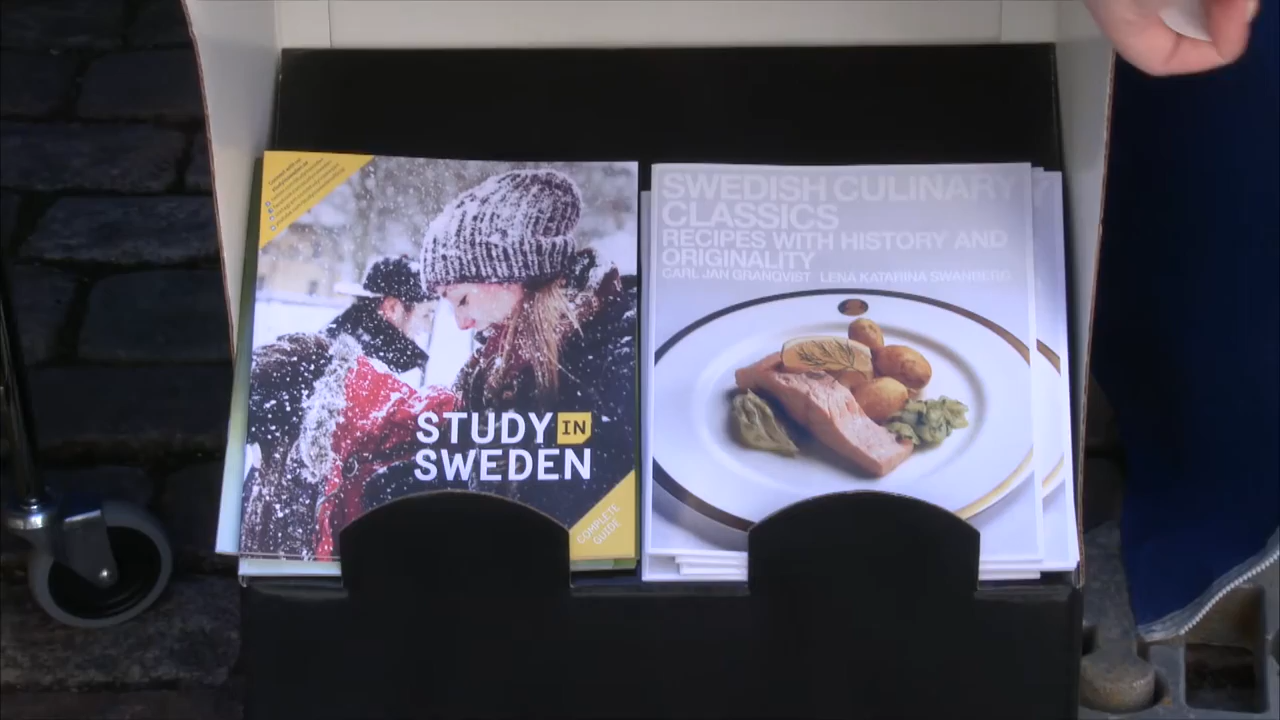 STUDY IN
SWEDEN
COMPLETE
GUIDE
SWEDISH CULINARY
CLASSICS
RECIPES WITH HISTORY AND
ORIGINALITY
CARL JAN GRANQVIST LENA KATARINA SWANBERG